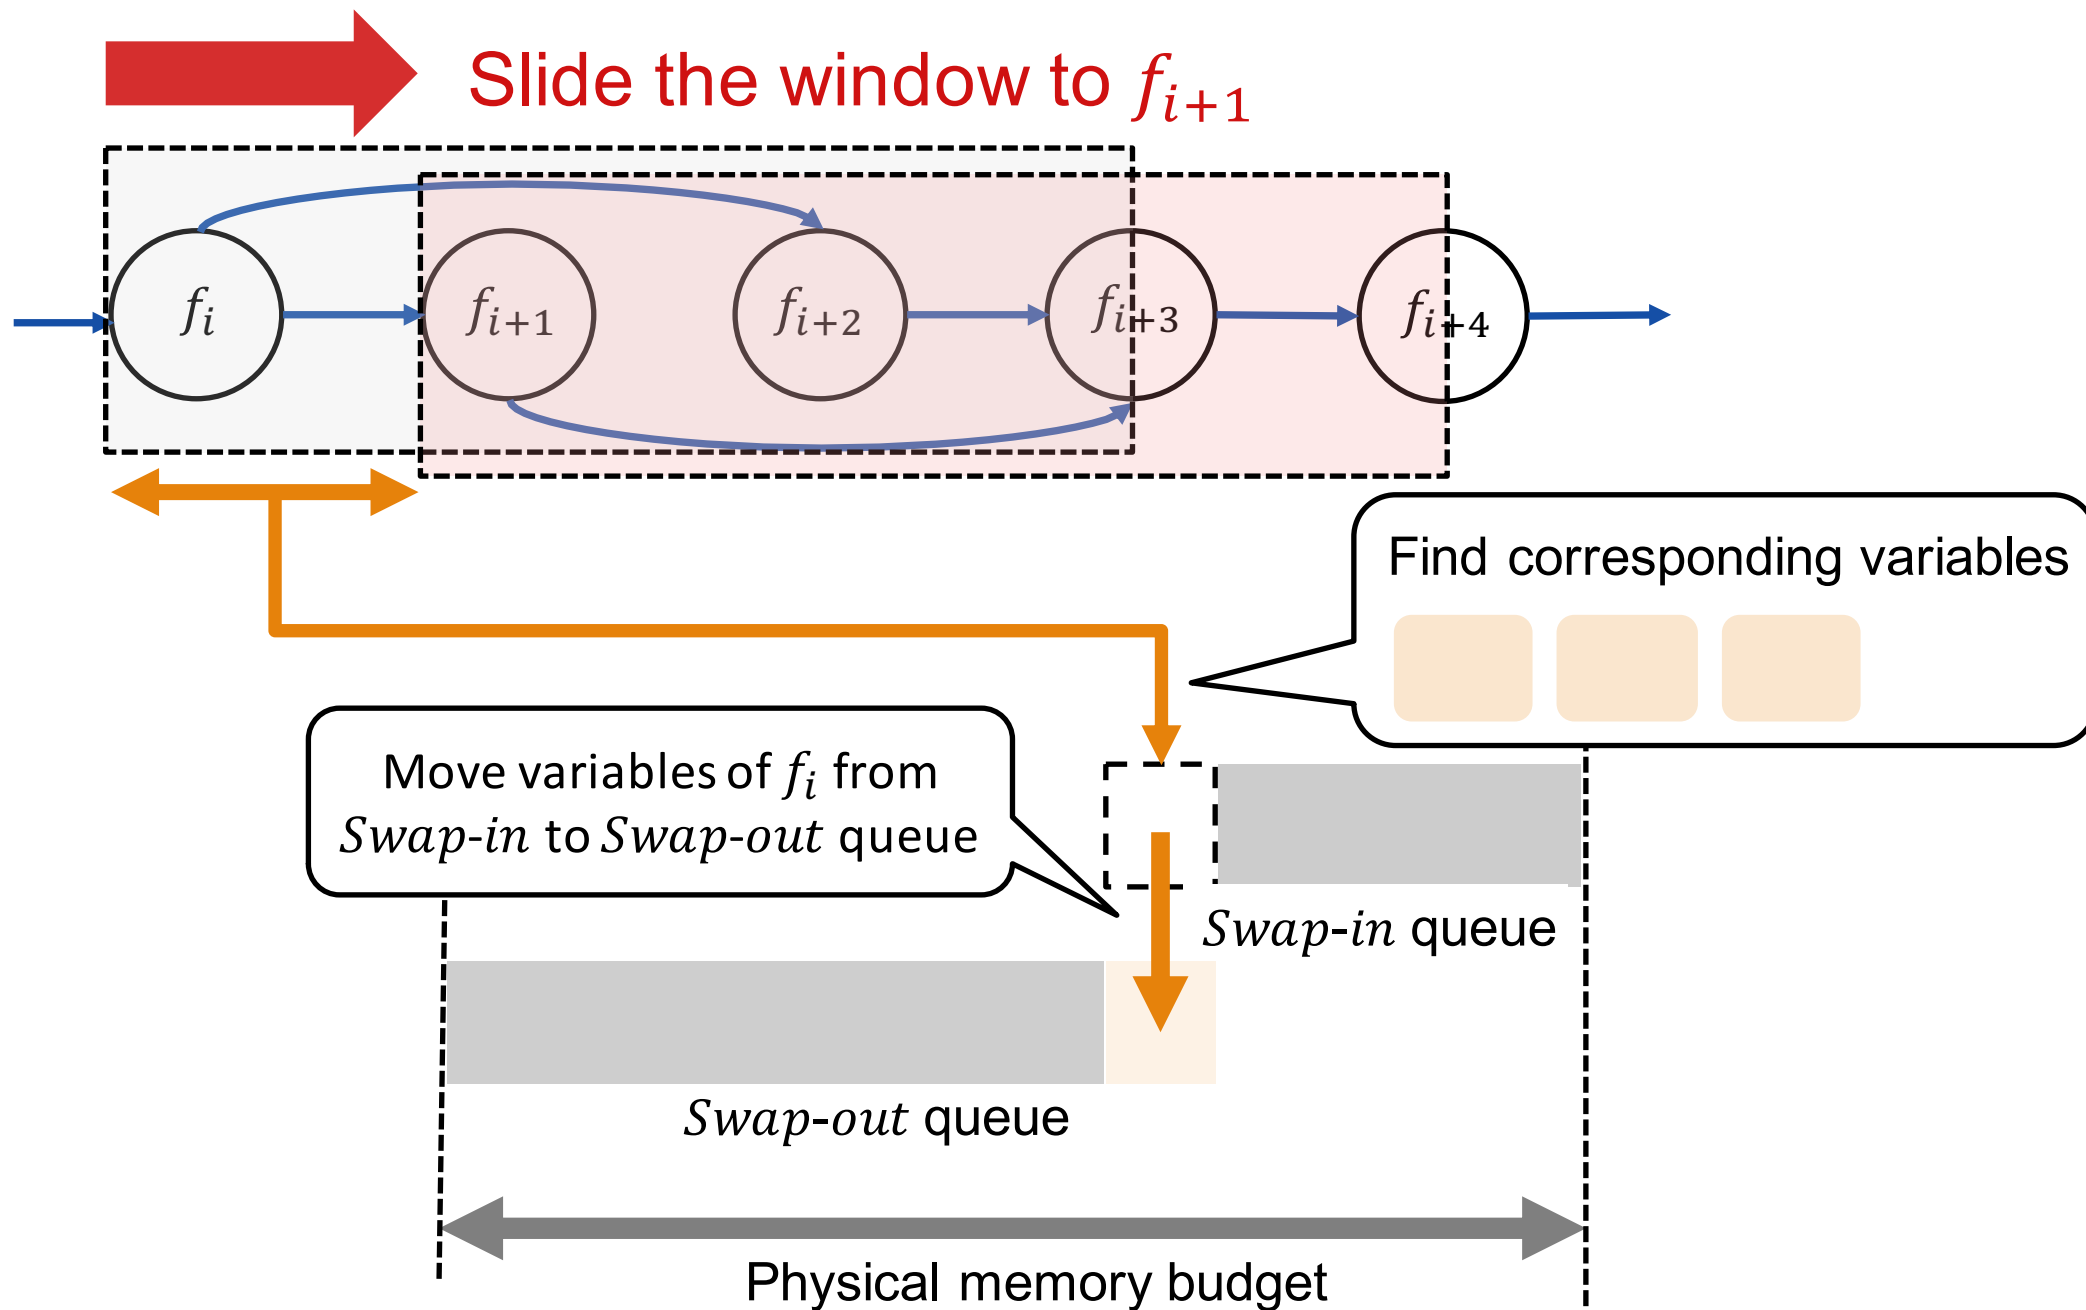 Slide the window to f_{i+1}
f_i
f_{i+1}
f_{i+2}
f_{i+3}
f_{i+4}
Find corresponding variables
Move variables of f_i from
Swap-in to Swap-out queue
Swap-in queue
Swap-out queue
Physical memory budget